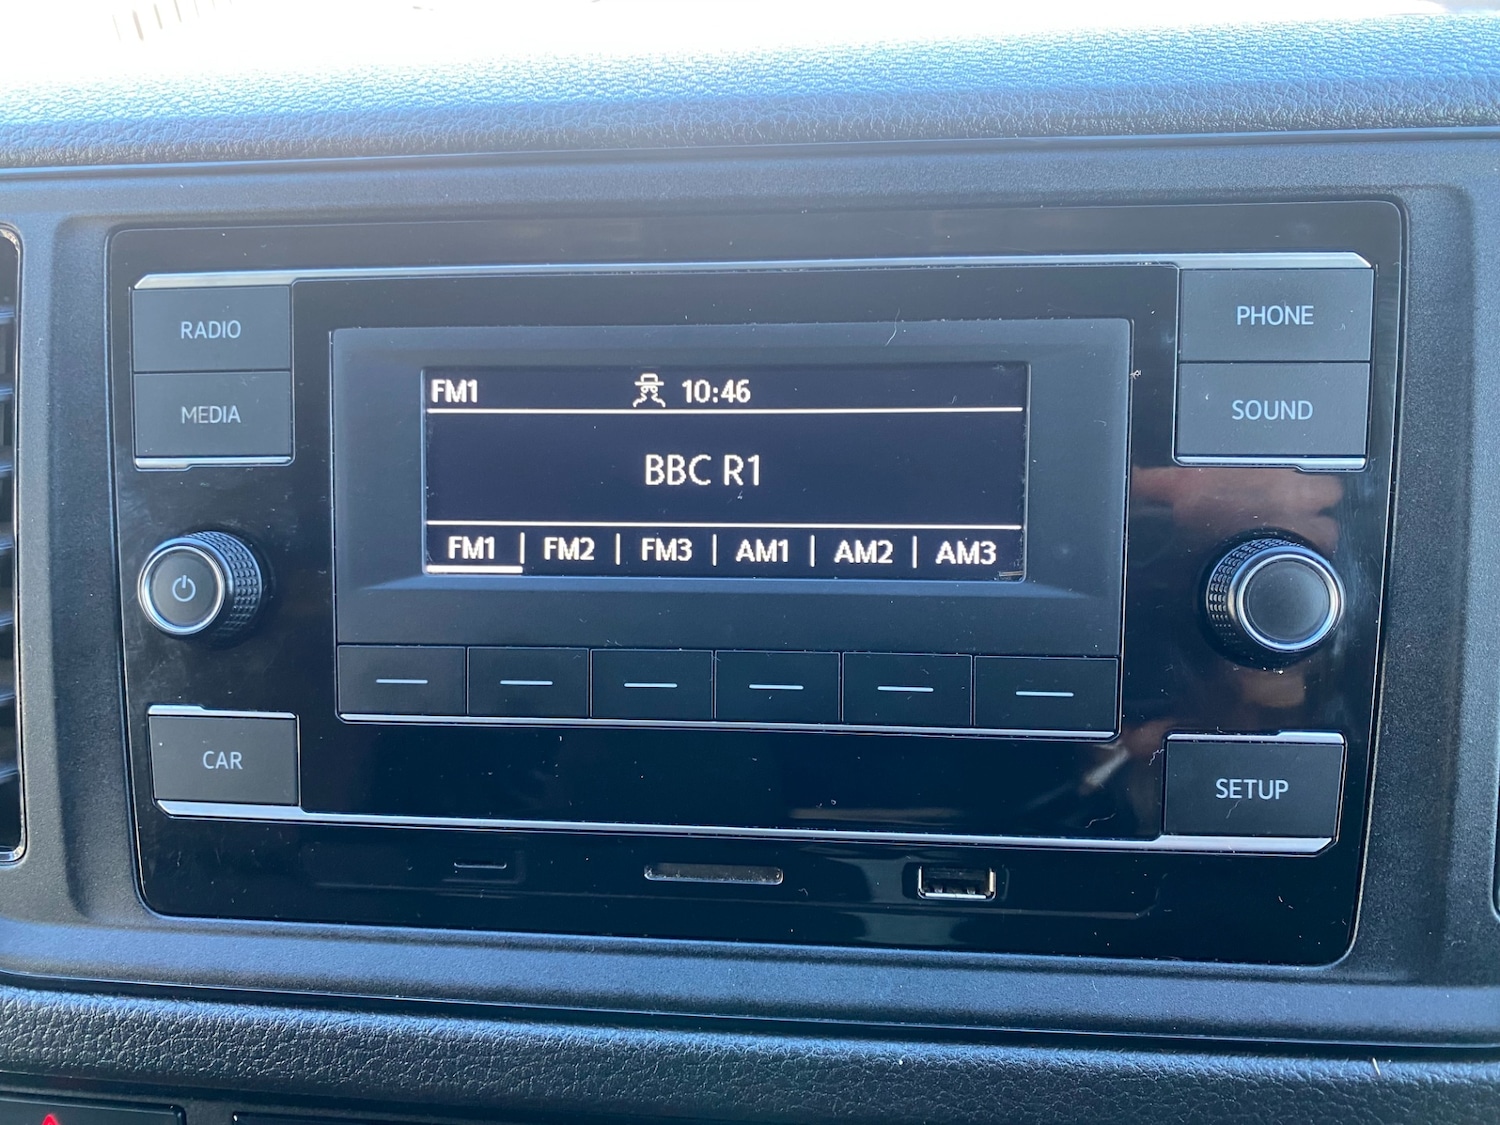 RADIO
MEDIA
PHONE
SOUND
FM1 10:46
BBC R1
FM1 | FM2 | FM3 | AM1 | AM2 | AM3
CAR
SETUP